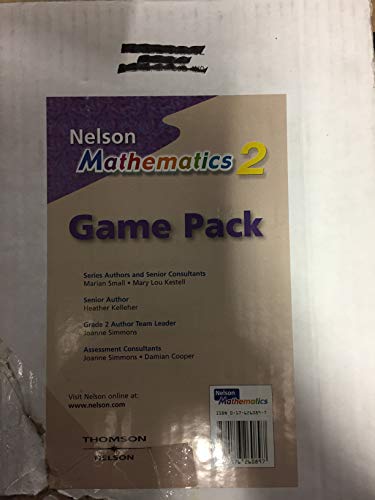 Nelson
Mathematics 2
Game Pack
Series Authors and Senior Consultants
Marian Small • Mary Lou Kestell
Senior Author
Heather Kelleher
Grade 2 Author Team Leader
Joanne Simmons
Assessment Consultants
Joanne Simmons • Damian Cooper
Visit Nelson online at:
www.nelson.com
THOMSON
NELSON
Nelson
Mathematics
ISBN